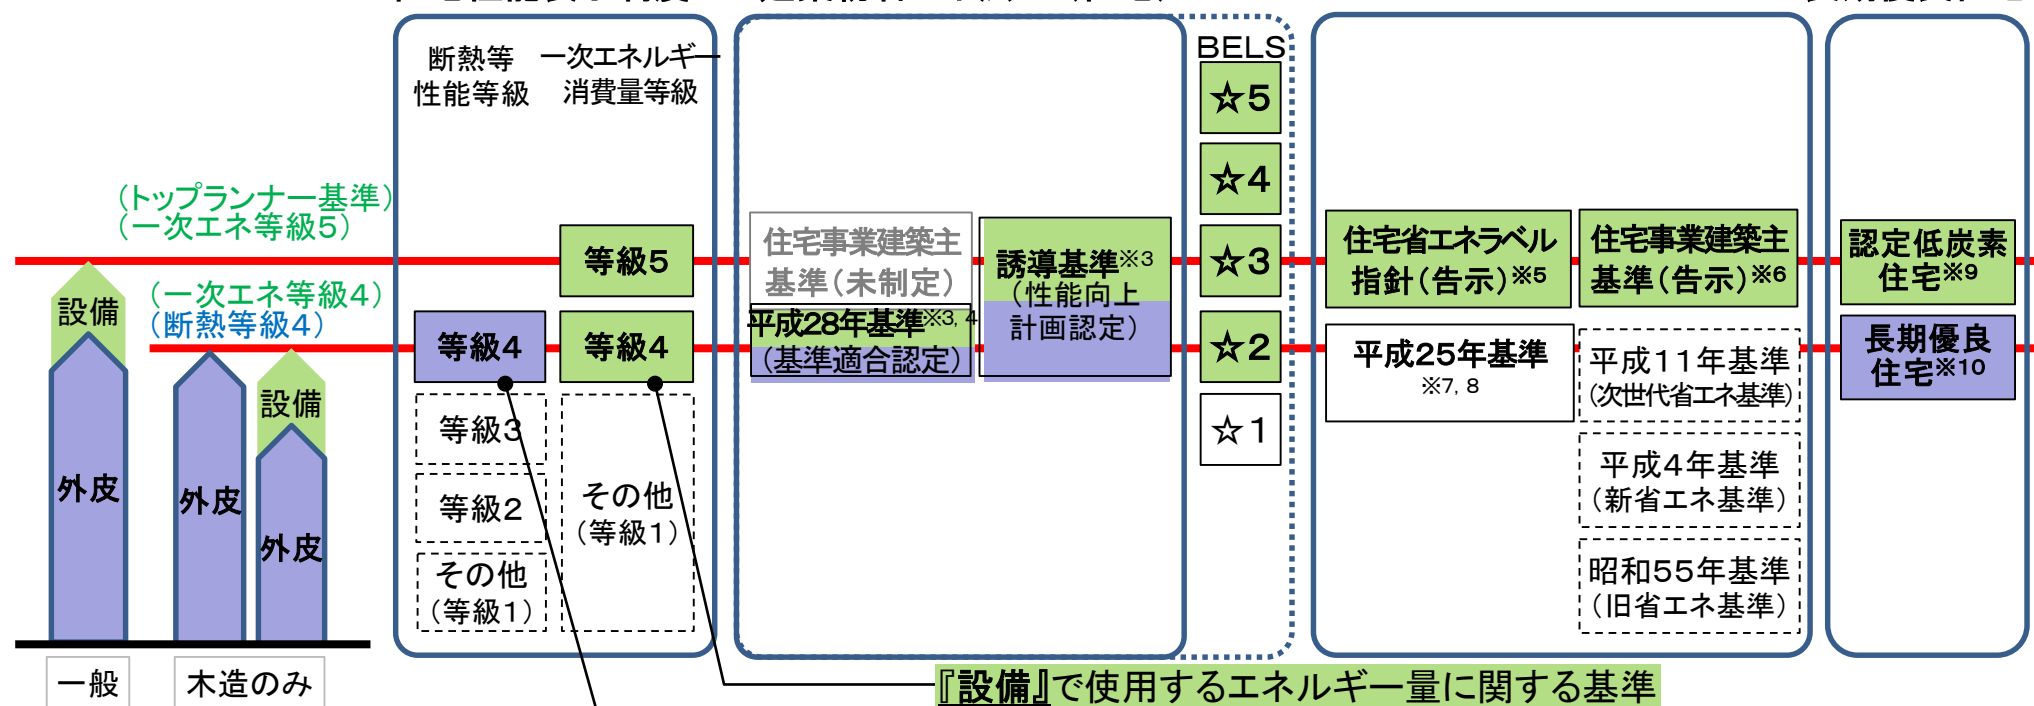 断熱等
性能等級
一次エネルギー
消費量等級
BELS
☆5
☆4
☆3
☆2
☆1
(トップランナー基準)
(一次エネ等級5)
(一次エネ等級4)
(断熱等級4)
設備
外皮
外皮
設備
外皮
一般
木造のみ
等級4
等級3
等級2
その他
(等級1)
等級5
等級4
その他
(等級1)
住宅事業建築主
基準(未制定)
平成28年基準※3, 4
(基準適合認定)
誘導基準※3
(性能向上
計画認定)
住宅省エネラベル
指針(告示)※5
住宅事業建築主
基準(告示)※6
平成25年基準
※7, 8
平成11年基準
(次世代省エネ基準)
平成4年基準
(新省エネ基準)
昭和55年基準
(旧省エネ基準)
認定低炭素
住宅※9
長期優良
住宅※10
『設備』で使用するエネルギー量に関する基準